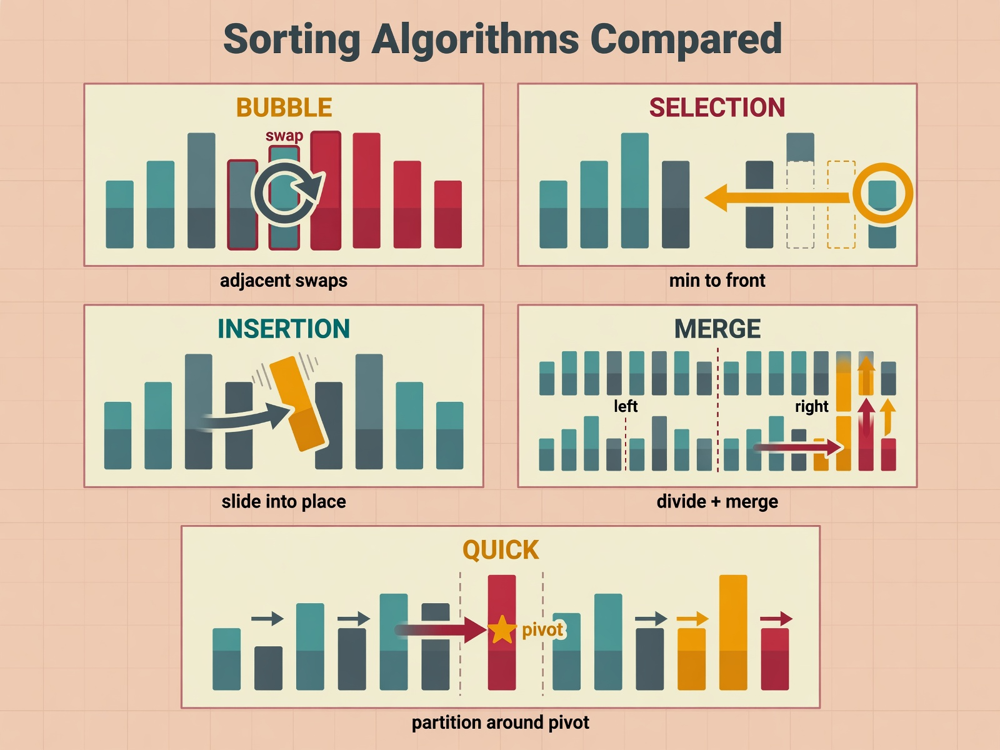 Sorting Algorithms Compared
BUBBLE
swap
adjacent swaps
SELECTION
min to front
INSERTION
slide into place
MERGE
left
right
divide + merge
QUICK
pivot
partition around pivot